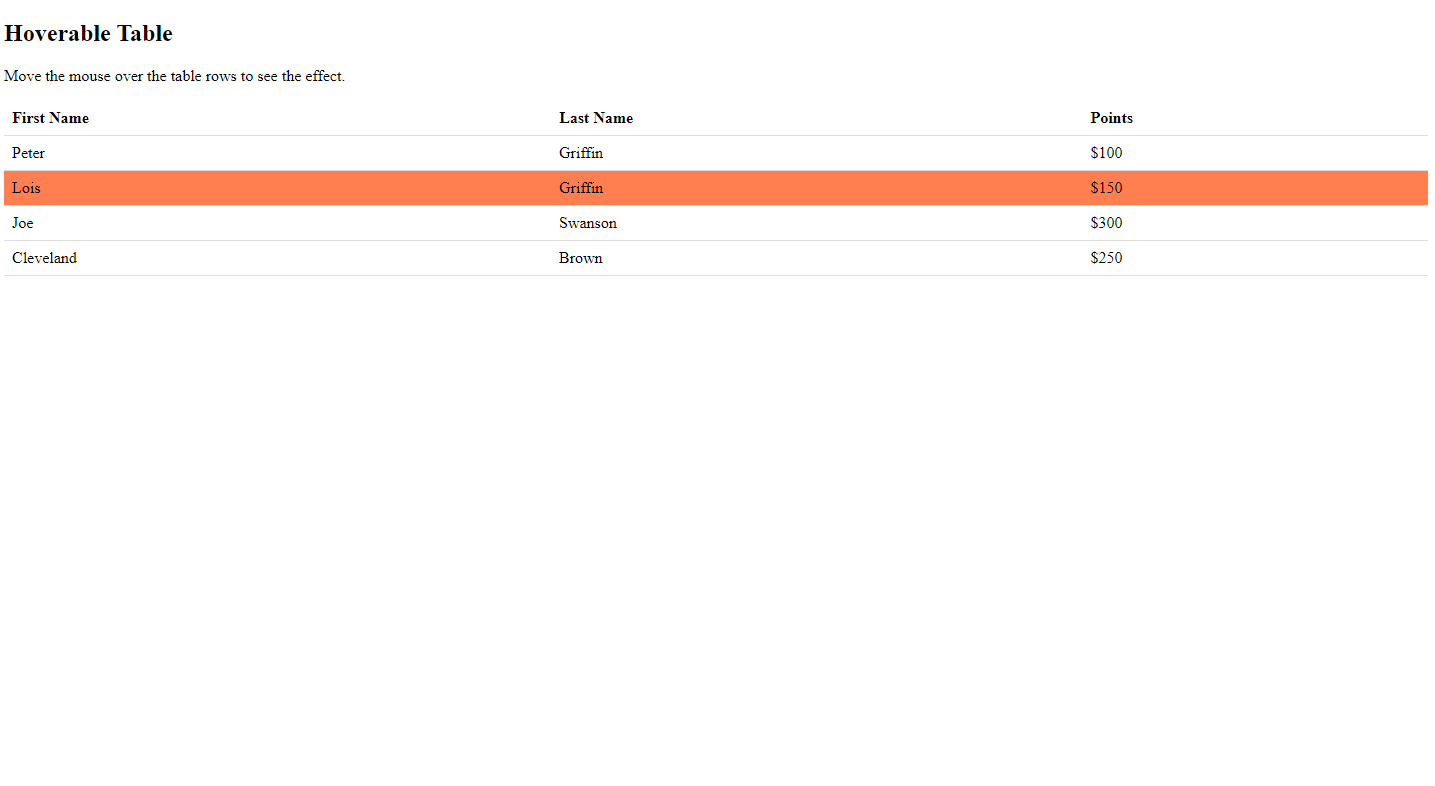 Hoverable Table
Move the mouse over the table rows to see the effect.
First Name Last Name Points
Peter Griffin $100
Lois Griffin $150
Joe Swanson $300
Cleveland Brown $250